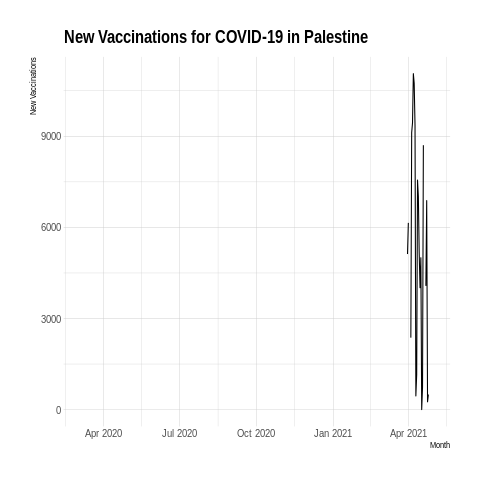 New Vaccinations for COVID-19 in Palestine
New Vaccinations
9000
6000
3000
0
Apr 2020 Jul 2020 Oct 2020 Jan 2021 Apr 2021
Month